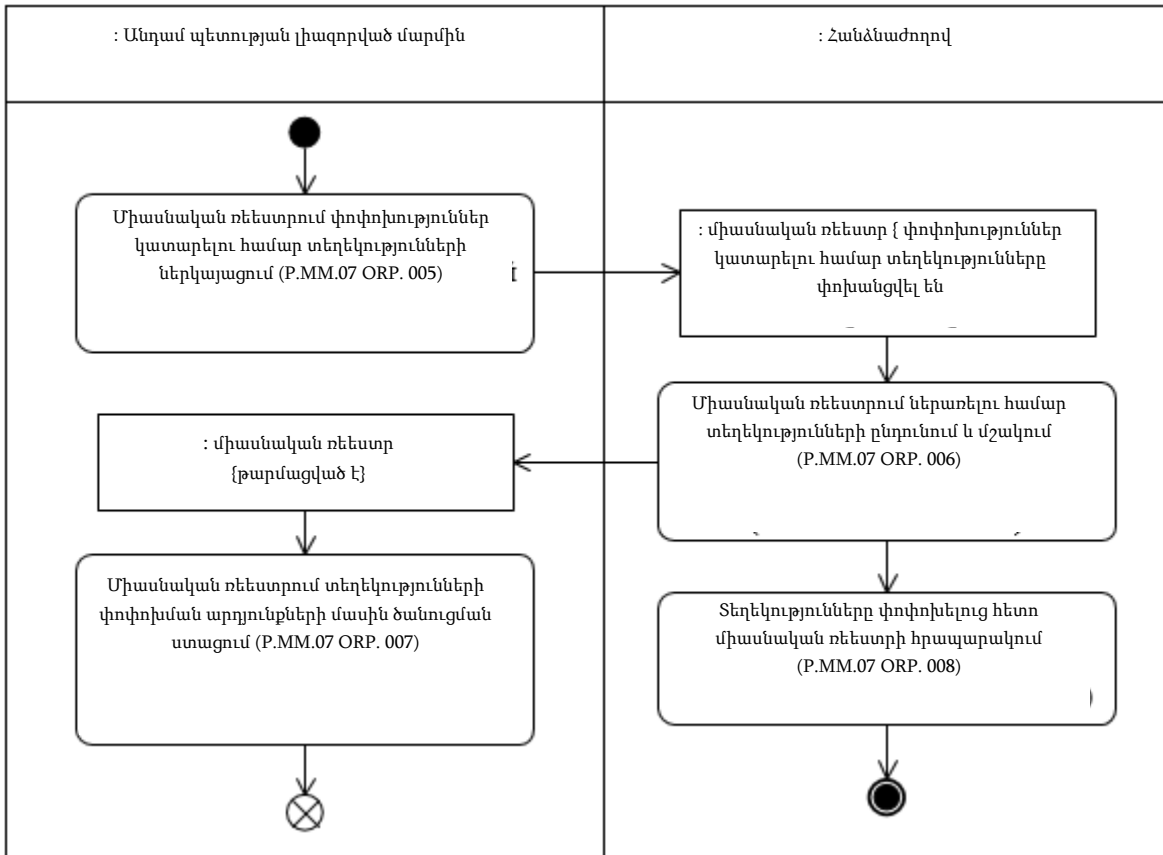 : Անդամ պետության լիազորված մարմին
: Հանձնաժողով
Միասնական ռեեստրում փոփոխություններ
կատարելու համար տեղեկությունների
ներկայացում (P.MM.07 ORP. 005)
: միասնական ռեեստր { փոփոխություններ
կատարելու համար տեղեկությունները
փոխանցվել են
Միասնական ռեեստրում ներառելու համար
տեղեկությունների ընդունում և մշակում
(P.MM.07 ORP. 006)
: միասնական ռեեստր
{թարմացված է}
Միասնական ռեեստրում տեղեկությունների
փոփոխման արդյունքների մասին ծանուցման
ստացում (P.MM.07 ORP. 007)
Տեղեկությունները փոփոխելուց հետո
միասնական ռեեստրի հրապարակում
(P.MM.07 ORP. 008)